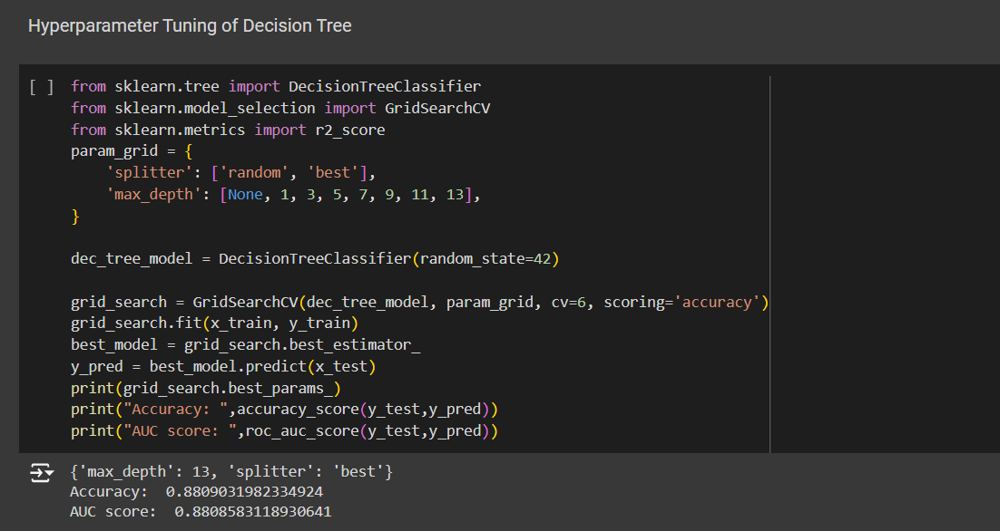 Hyperparameter Tuning of Decision Tree
[ ] from sklearn.tree import DecisionTreeClassifier
from sklearn.model_selection import GridSearchCV
from sklearn.metrics import r2_score
param_grid = {
    'splitter': ['random', 'best'],
    'max_depth': [None, 1, 3, 5, 7, 9, 11, 13],
}
dec_tree_model = DecisionTreeClassifier(random_state=42)
grid_search = GridSearchCV(dec_tree_model, param_grid, cv=6, scoring='accuracy')
grid_search.fit(x_train, y_train)
best_model = grid_search.best_estimator_
y_pred = best_model.predict(x_test)
print(grid_search.best_params_)
print("Accuracy: ",accuracy_score(y_test,y_pred))
print("AUC score: ",roc_auc_score(y_test,y_pred))
{'max_depth': 13, 'splitter': 'best'}
Accuracy:  0.8809031982334924
AUC score:  0.8808583118930641